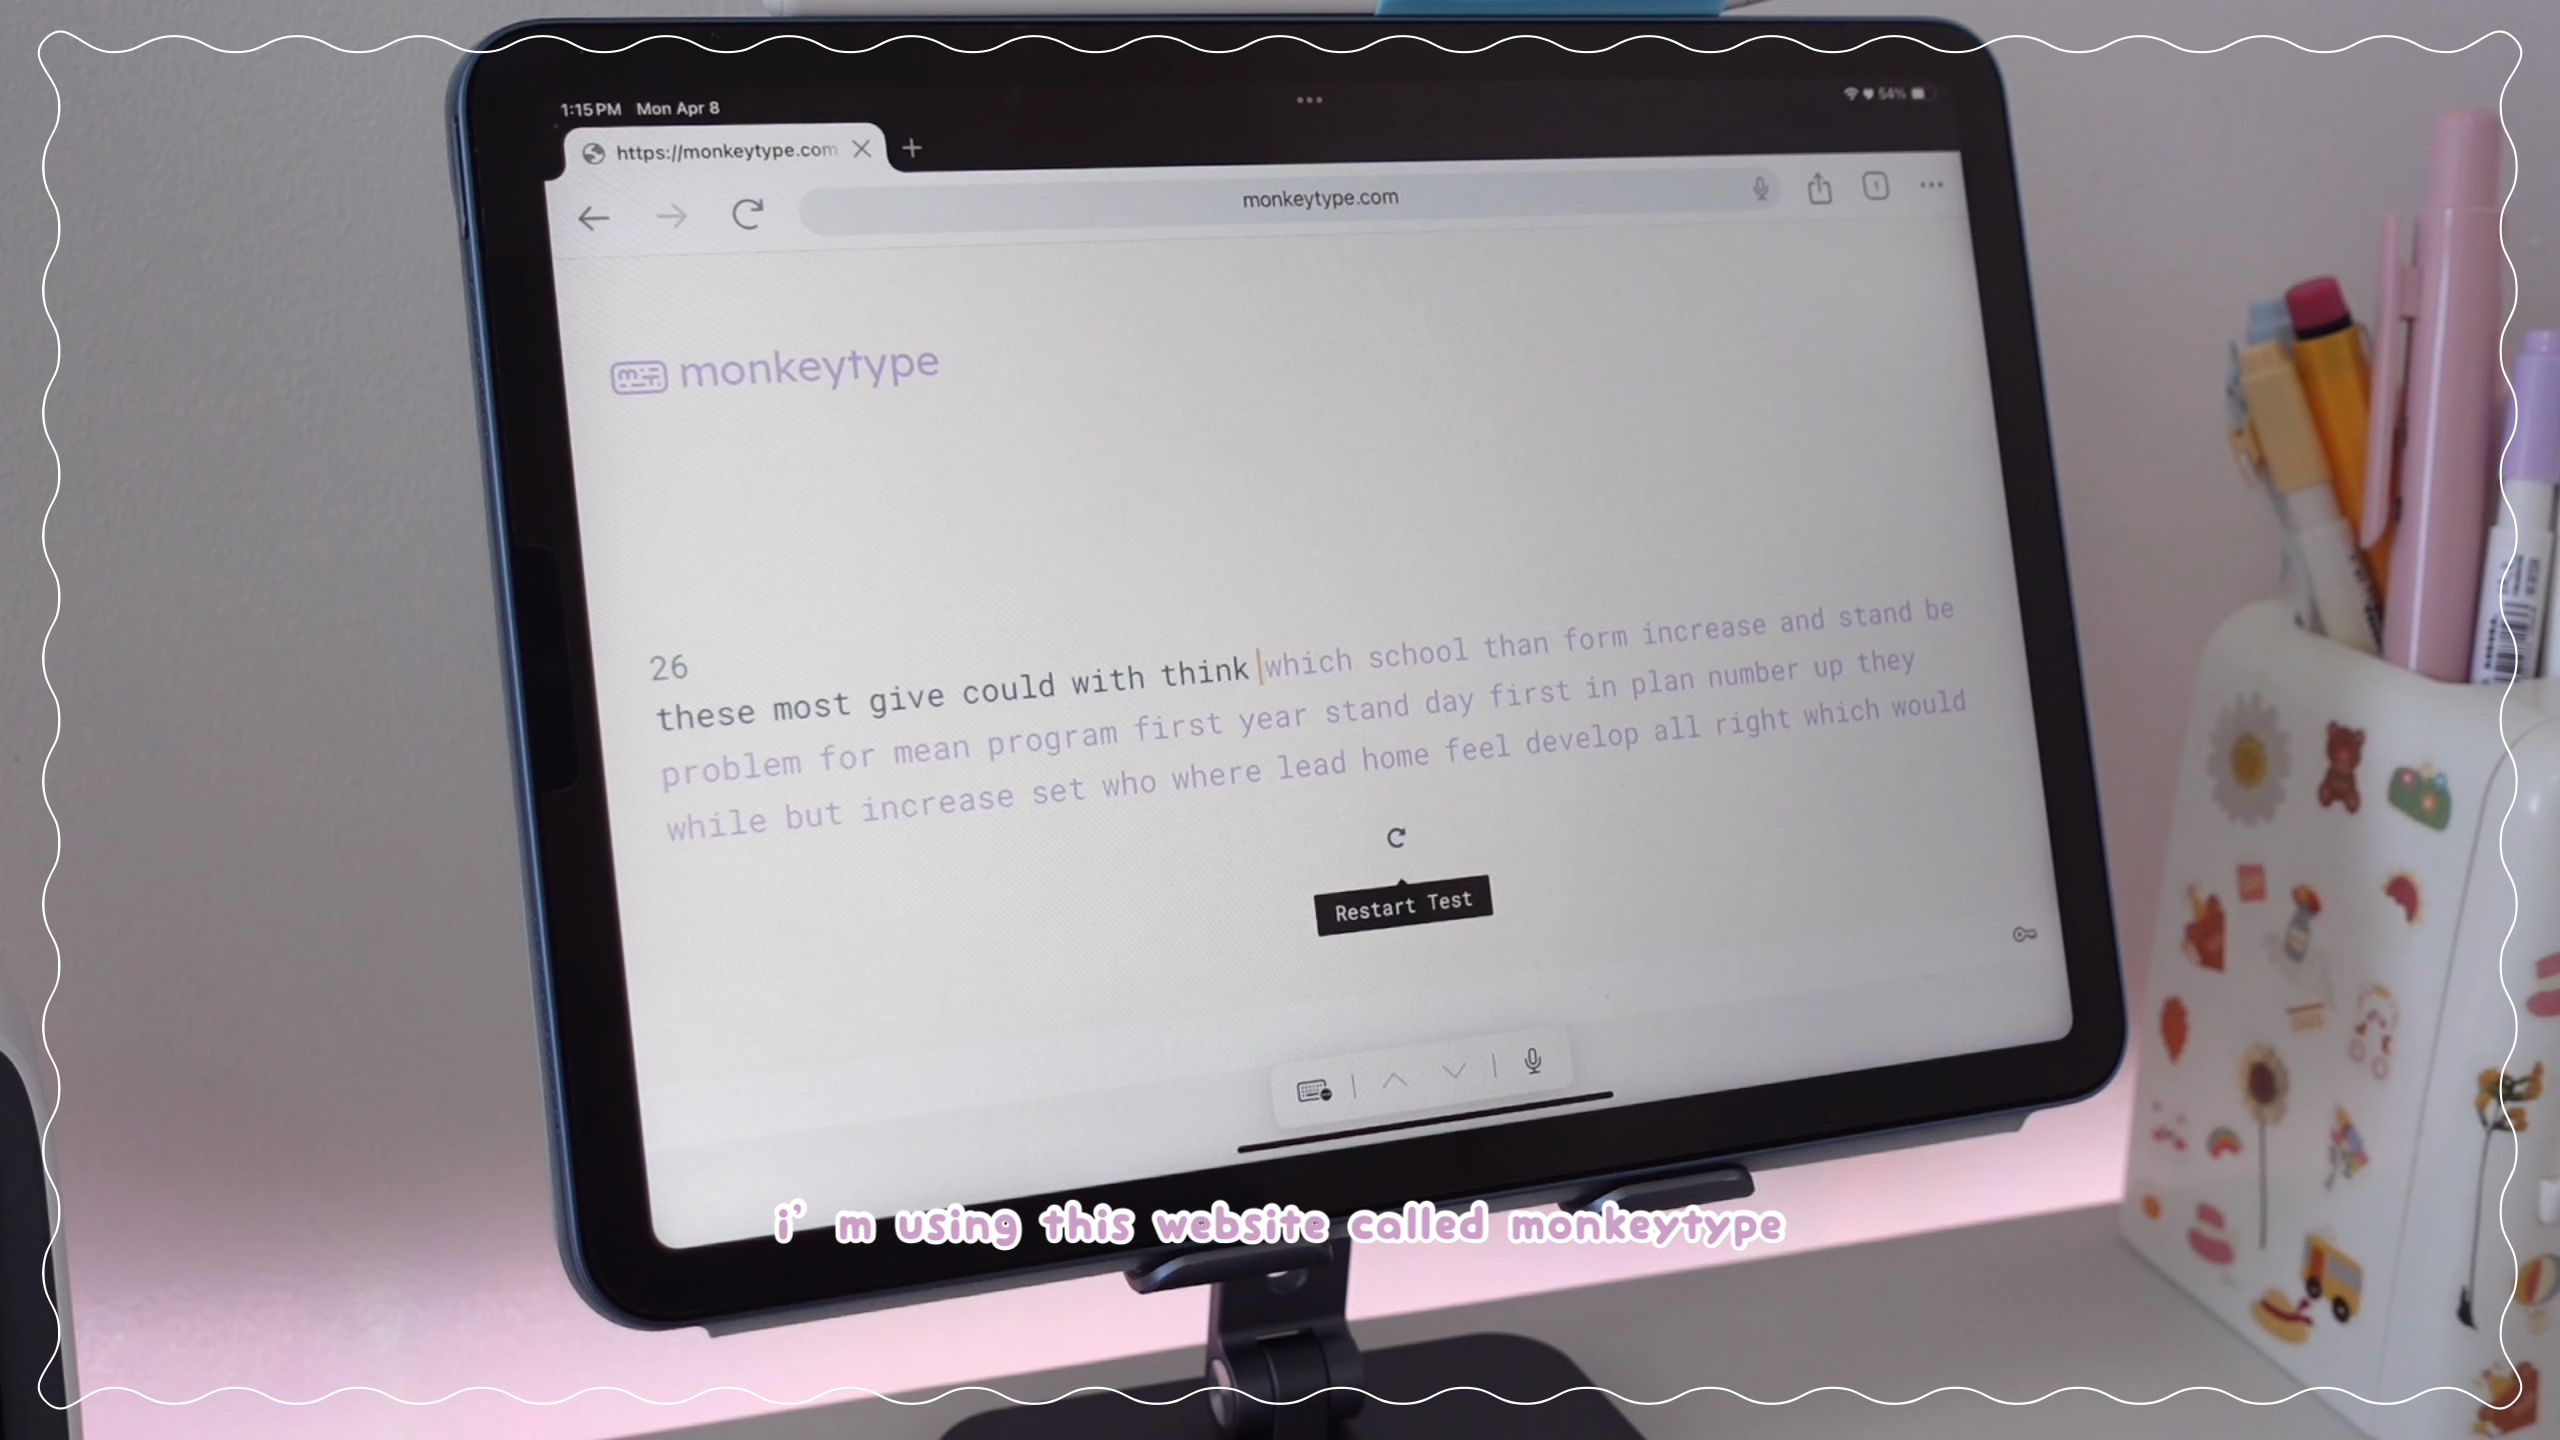 1:15 PM Mon Apr 8
54%
https://monkeytype.com
monkeytype.com
1
monkeytype
26
these most give could with think which school than form increase and stand be
problem for mean program first year stand day first in plan number up they
while but increase set who where lead home feel develop all right which would
Restart Test
i'm using this website called monkeytype